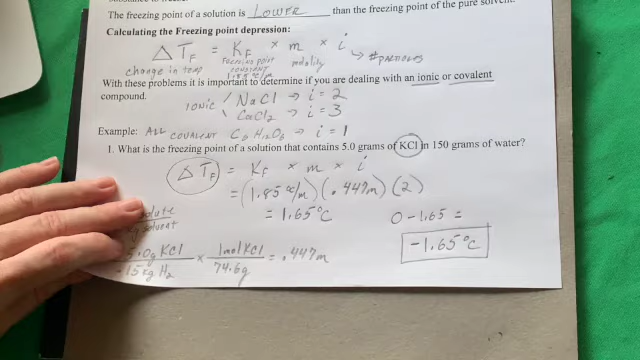 The freezing point of a solution is LOWER than the freezing point of the pure solvent.
Calculating the Freezing point depression:
ΔTF = KF × m × i → #PARTICLES
change in temp FREEZING POINT CONSTANT molality
1.85°C/m
With these problems it is important to determine if you are dealing with an ionic or covalent
compound.
IONIC / NaCl → i = 2
\ CaCl2 → i = 3
Example: ALL COVALENT C6H12O6 → i = 1
1. What is the freezing point of a solution that contains 5.0 grams of KCl in 150 grams of water?
ΔTF = KF × m × i
= (1.85°C/m)(.447m)(2)
= 1.65°C
0 - 1.65 =
-1.65°C
solute
solvent
5.0g KCl × 1mol KCl = .447m
.15kg H2 74.6g